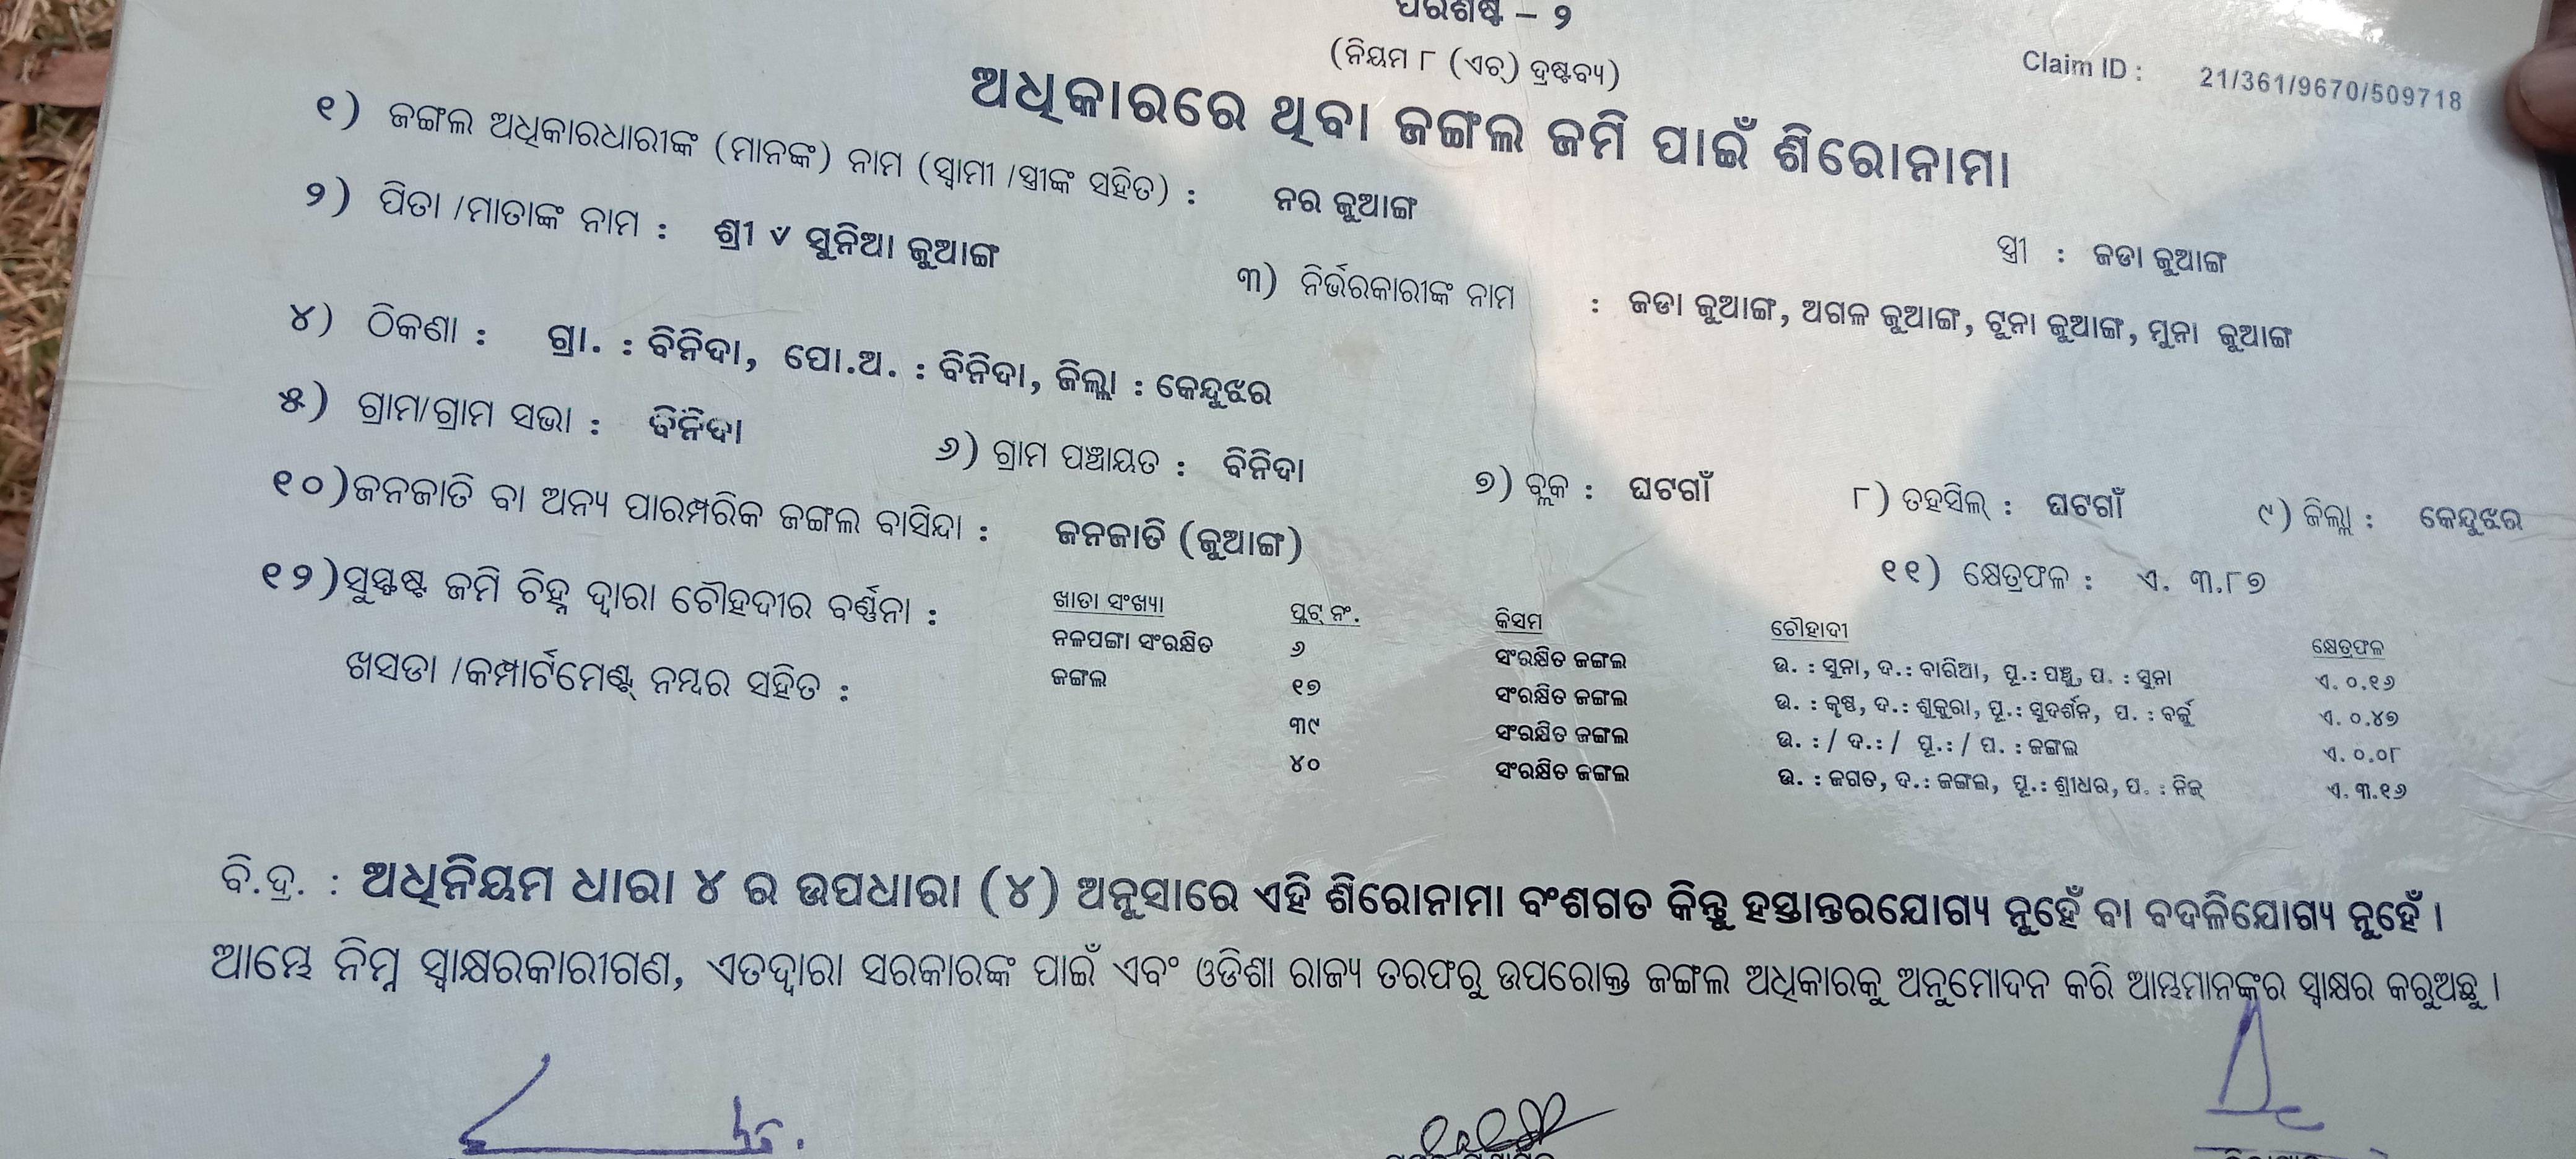 ପରିଶିଷ୍ଟ – ୨
(ନିୟମ ୮ (ଏଚ୍) ଦ୍ରଷ୍ଟବ୍ୟ)
Claim ID : 21/361/9670/509718
ଅଧିକାରରେ ଥିବା ଜଙ୍ଗଲ ଜମି ପାଇଁ ଶିରୋନାମା
୧) ଜଙ୍ଗଲ ଅଧିକାରଧାରୀଙ୍କ (ମାନଙ୍କ) ନାମ (ସ୍ୱାମୀ /ସ୍ତ୍ରୀଙ୍କ ସହିତ) : ନର ଜୁଆଙ୍ଗ ସ୍ତ୍ରୀ : ଜଡା ଜୁଆଙ୍ଗ
୨) ପିତା /ମାତାଙ୍କ ନାମ : ଶ୍ରୀ ୰ ସୁନିଆ ଜୁଆଙ୍ଗ ୩) ନିର୍ଭରକାରୀଙ୍କ ନାମ : ଜଡା ଜୁଆଙ୍ଗ, ଅଗଳ ଜୁଆଙ୍ଗ, ଟୁନା ଜୁଆଙ୍ଗ, ମୁନା ଜୁଆଙ୍ଗ
୪) ଠିକଣା : ଗ୍ରା. : ବିନିଦା, ପୋ.ଅ. : ବିନିଦା, ଜିଲ୍ଲା : କେନ୍ଦୁଝର
୫) ଗ୍ରାମ/ଗ୍ରାମ ସଭା : ବିନିଦା ୬) ଗ୍ରାମ ପଞ୍ଚାୟତ : ବିନିଦା ୭) ବ୍ଲକ : ଘଟଗାଁ ୮) ତହସିଲ୍ : ଘଟଗାଁ ୯) ଜିଲ୍ଲା : କେନ୍ଦୁଝର
୧୦)ଜନଜାତି ବା ଅନ୍ୟ ପାରମ୍ପରିକ ଜଙ୍ଗଲ ବାସିନ୍ଦା : ଜନଜାତି (ଜୁଆଙ୍ଗ) ୧୧) କ୍ଷେତ୍ରଫଳ : ଏ. ୩.୮୭
୧୨)ସୁସ୍ପଷ୍ଟ ଜମି ଚିହ୍ନ ଦ୍ୱାରା ଚୌହଦୀର ବର୍ଣ୍ଣନା :
ଖସଡା /କମ୍ପାର୍ଟମେଣ୍ଟ୍ ନମ୍ବର ସହିତ :
ଖାତା ସଂଖ୍ୟା ପ୍ଲଟ୍ ନଂ. କିସମ ଚୌହାଦୀ କ୍ଷେତ୍ରଫଳ
ନଳପଙ୍ଗା ସଂରକ୍ଷିତ ୬ ସଂରକ୍ଷିତ ଜଙ୍ଗଲ ଉ. : ସୁନା, ଦ.: ବାରିଆ, ପୂ.: ପଞ୍ଚୁ, ପ. : ସୁନା ଏ. ୦.୧୬
ଜଙ୍ଗଲ ୧୭ ସଂରକ୍ଷିତ ଜଙ୍ଗଲ ଉ. : କୃଷ୍ଣ, ଦ.: ଶୁକୁରା, ପୂ.: ସୁଦର୍ଶନ, ପ. : ବର୍ଜୁ ଏ. ୦.୪୭
୩୯ ସଂରକ୍ଷିତ ଜଙ୍ଗଲ ଉ. : / ଦ.: / ପୂ.: / ପ. : ଜଙ୍ଗଲ ଏ. ୦.୦୮
୪୦ ସଂରକ୍ଷିତ ଜଙ୍ଗଲ ଉ. : ଜଗତ, ଦ.: ଜଙ୍ଗଲ, ପୂ.: ଶ୍ରୀଧର, ପ. : ନିଜ୍ ଏ. ୩.୧୬
ବି.ଦ୍ର. : ଅଧିନିୟମ ଧାରା ୪ ର ଉପଧାରା (୪) ଅନୁସାରେ ଏହି ଶିରୋନାମା ବଂଶଗତ କିନ୍ତୁ ହସ୍ତାନ୍ତରଯୋଗ୍ୟ ନୁହେଁ ବା ବଦଳିଯୋଗ୍ୟ ନୁହେଁ ।
ଆମ୍ଭେ ନିମ୍ନ ସ୍ୱାକ୍ଷରକାରୀଗଣ, ଏତଦ୍ଦ୍ୱାରା ସରକାରଙ୍କ ପାଇଁ ଏବଂ ଓଡିଶା ରାଜ୍ୟ ତରଫରୁ ଉପରୋକ୍ତ ଜଙ୍ଗଲ ଅଧିକାରକୁ ଅନୁମୋଦନ କରି ଆମ୍ଭମାନଙ୍କର ସ୍ୱାକ୍ଷର କରୁଅଛୁ ।